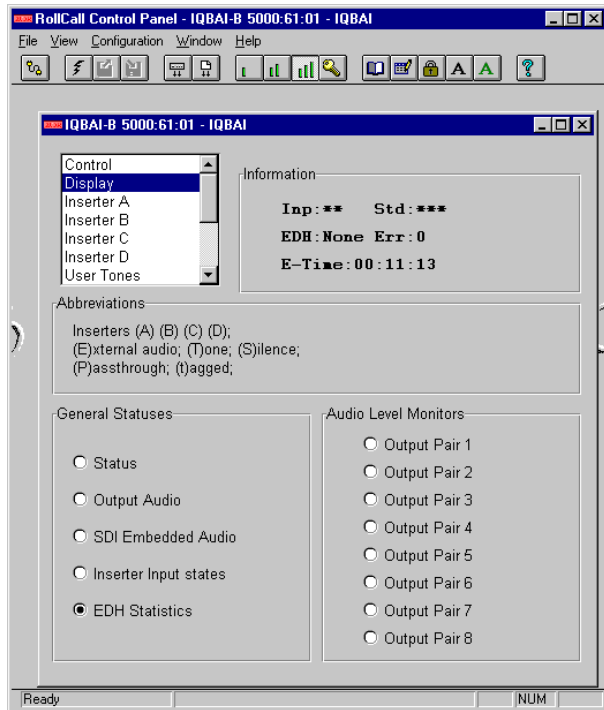 RollCall Control Panel - IQBAI-B 5000:61:01 - IQBAI
File View Configuration Window Help
A A ?
IQBAI-B 5000:61:01 - IQBAI
Control
Display
Inserter A
Inserter B
Inserter C
Inserter D
User Tones
Information
Inp:** Std:***
EDH:None Err:0
E-Time:00:11:13
Abbreviations
Inserters (A) (B) (C) (D);
(E)xternal audio; (T)one; (S)ilence;
(P)assthrough; (t)agged;
General Statuses
Status
Output Audio
SDI Embedded Audio
Inserter Input states
EDH Statistics
Audio Level Monitors
Output Pair 1
Output Pair 2
Output Pair 3
Output Pair 4
Output Pair 5
Output Pair 6
Output Pair 7
Output Pair 8
Ready NUM